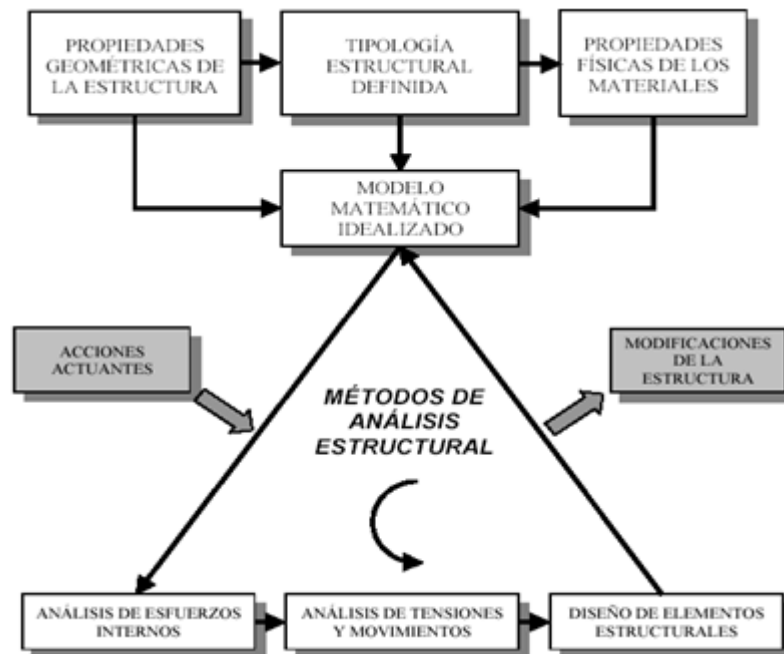 PROPIEDADES
GEOMÉTRICAS DE
LA ESTRUCTURA
TIPOLOGÍA
ESTRUCTURAL
DEFINIDA
PROPIEDADES
FÍSICAS DE LOS
MATERIALES
MODELO
MATEMÁTICO
IDEALIZADO
ACCIONES
ACTUANTES
MODIFICACIONES
DE LA
ESTRUCTURA
MÉTODOS DE
ANÁLISIS
ESTRUCTURAL
ANÁLISIS DE ESFUERZOS
INTERNOS
ANÁLISIS DE TENSIONES
Y MOVIMIENTOS
DISEÑO DE ELEMENTOS
ESTRUCTURALES